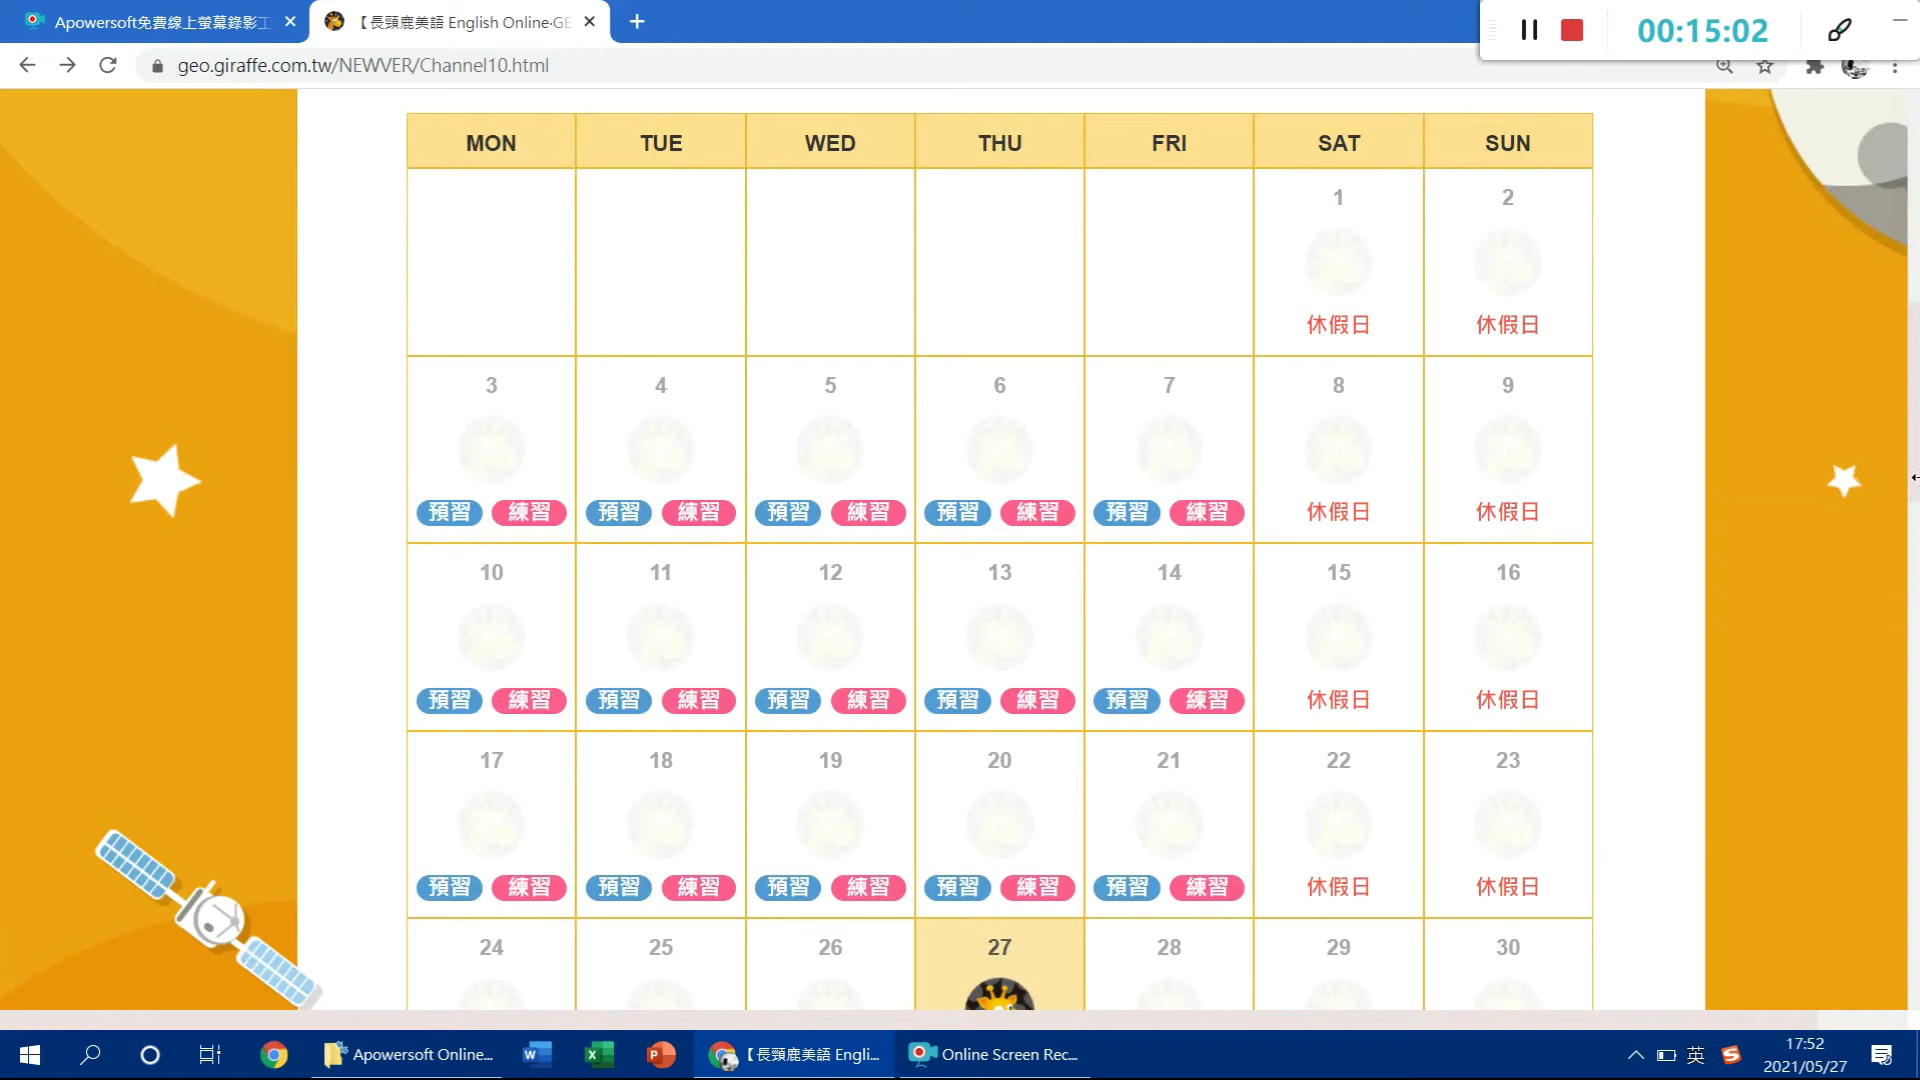 Apowersoft免費線上螢幕錄影工
【長頸鹿美語 English Online-GE
00:15:02
geo.giraffe.com.tw/NEWVER/Channel10.html
MON TUE WED THU FRI SAT SUN
1 2
休假日 休假日
3 4 5 6 7 8 9
預習 練習 預習 練習 預習 練習 預習 練習 預習 練習 休假日 休假日
10 11 12 13 14 15 16
預習 練習 預習 練習 預習 練習 預習 練習 預習 練習 休假日 休假日
17 18 19 20 21 22 23
預習 練習 預習 練習 預習 練習 預習 練習 預習 練習 休假日 休假日
24 25 26 27 28 29 30
Apowersoft Online...
【長頸鹿美語 Engli...
Online Screen Rec...
英
17:52
2021/05/27